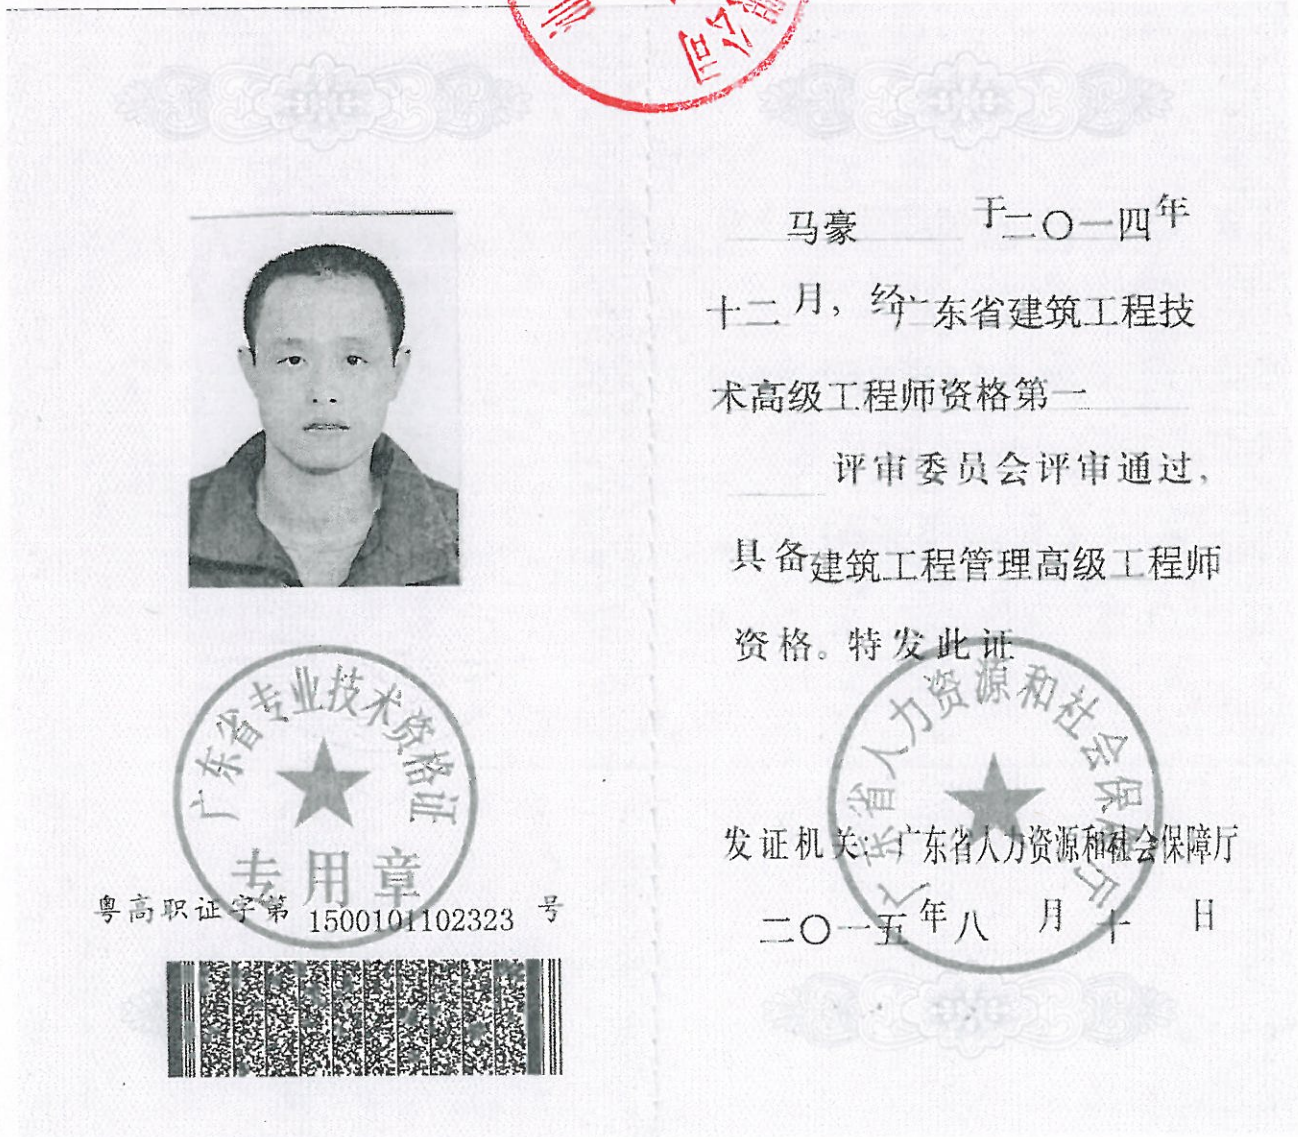 业
限公司
马豪 于二〇一四年
十二月，经广东省建筑工程技
术高级工程师资格第一
评审委员会评审通过，
具备建筑工程管理高级工程师
资格。特发此证
广东省专业技术资格证
专用章
粤高职证字第 1500101102323 号
广东省人力资源和社会保障厅
发证机关：广东省人力资源和社会保障厅
二〇一五年八月十日